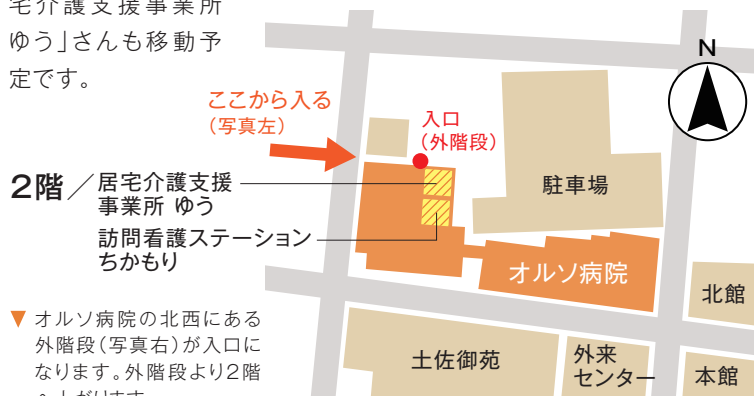 宅介護支援事業所
ゆう」さんも移動予
定です。
ここから入る
（写真左）
入口
（外階段）
N
駐車場
2階／居宅介護支援
事業所 ゆう
訪問看護ステーション
ちかもり
オルソ病院
北館
▼ オルソ病院の北西にある
外階段（写真右）が入口に
なります。外階段より2階
土佐御苑
外来
センター
本館